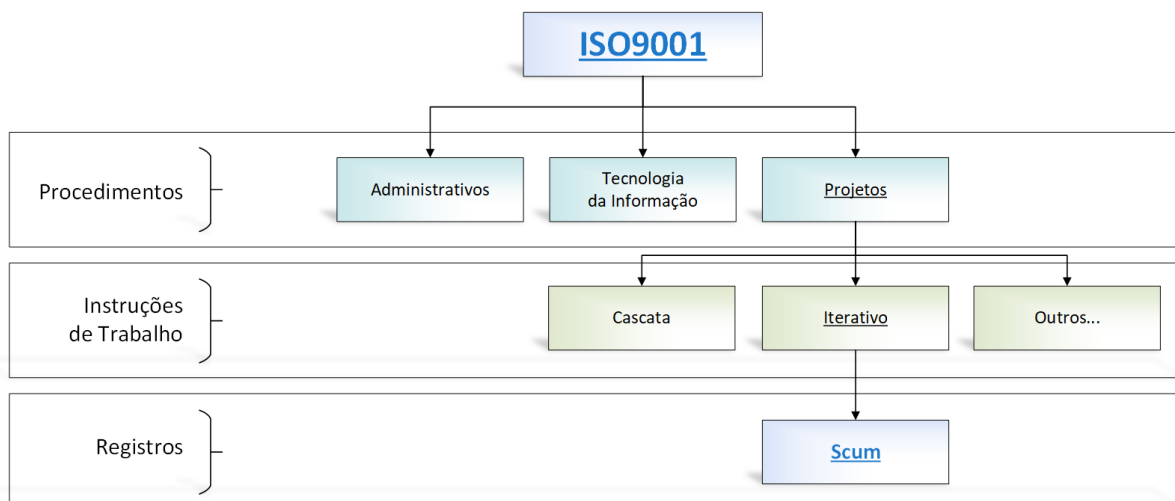 ISO9001
Procedimentos
Administrativos
Tecnologia
da Informação
Projetos
Instruções
de Trabalho
Cascata
Iterativo
Outros...
Registros
Scum